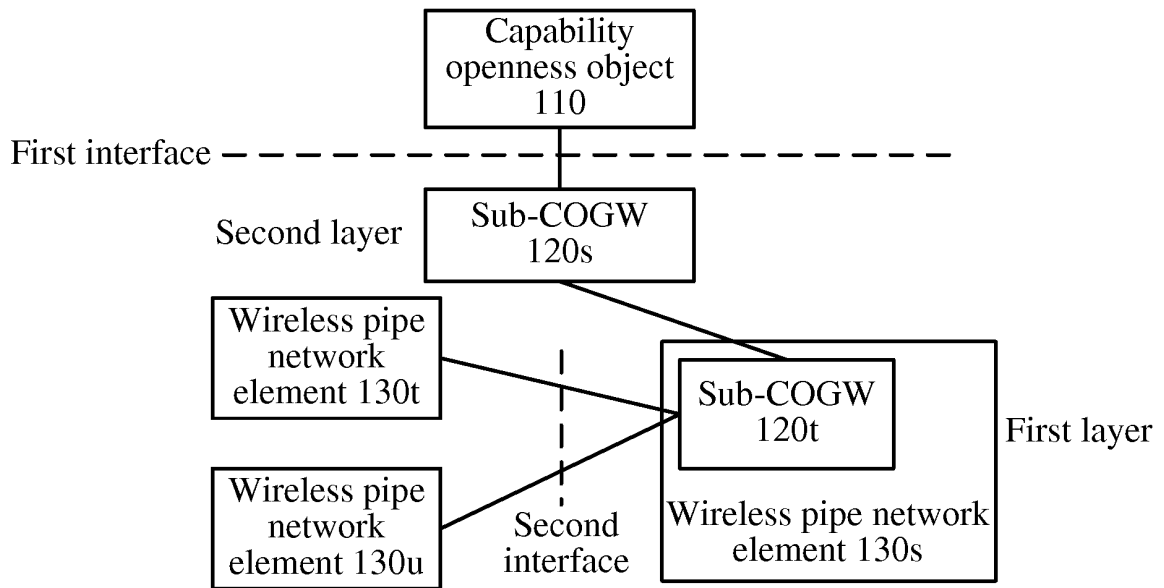 Capability
openness object
110
First interface
Second layer
Sub-COGW
120s
Wireless pipe
network
element 130t
Sub-COGW
120t
First layer
Wireless pipe
network
element 130u
Second
interface
Wireless pipe network
element 130s